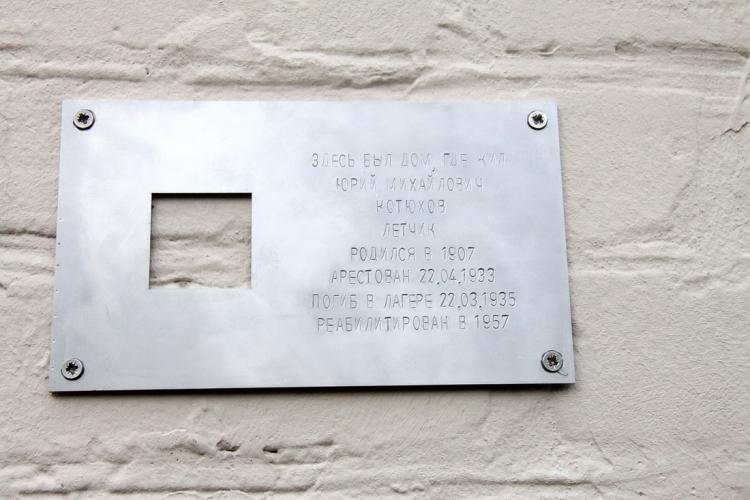 ЗДЕСЬ БЫЛ ДОМ, ГДЕ ЖИЛ
ЮРИЙ МИХАЙЛОВИЧ
КОТЮХОВ
ЛЕТЧИК
РОДИЛСЯ В 1907
АРЕСТОВАН 22.04.1933
ПОГИБ В ЛАГЕРЕ 22.03.1935
РЕАБИЛИТИРОВАН В 1957